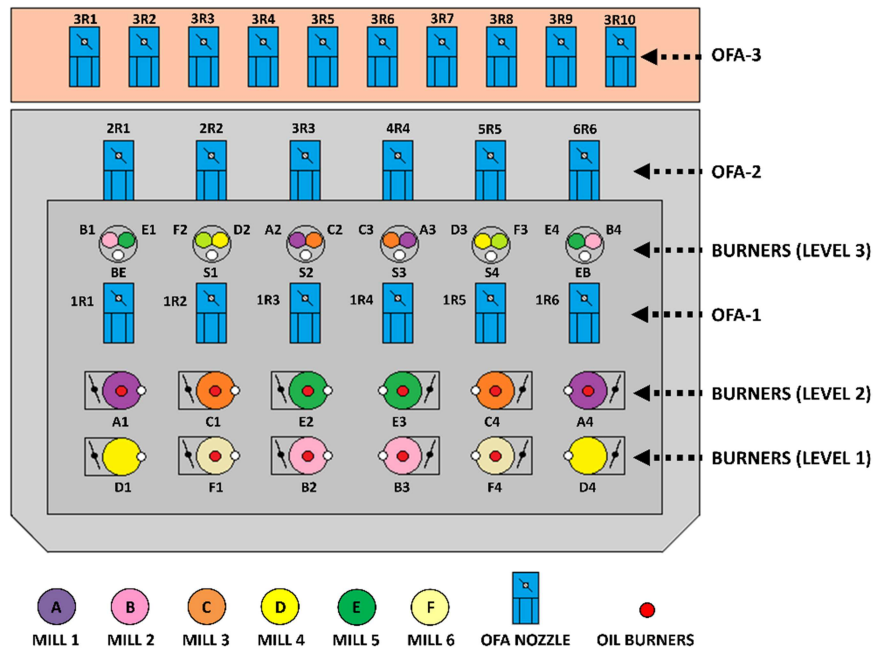 3R1 3R2 3R3 3R4 3R5 3R6 3R7 3R8 3R9 3R10
OFA-3
2R1 2R2 3R3 4R4 5R5 6R6
OFA-2
B1 E1 F2 D2 A2 C2 C3 A3 D3 F3 E4 B4
BURNERS (LEVEL 3)
BE S1 S2 S3 S4 EB
1R1 1R2 1R3 1R4 1R5 1R6
OFA-1
BURNERS (LEVEL 2)
A1 C1 E2 E3 C4 A4
BURNERS (LEVEL 1)
D1 F1 B2 B3 F4 D4
A B C D E F
MILL 1 MILL 2 MILL 3 MILL 4 MILL 5 MILL 6 OFA NOZZLE OIL BURNERS